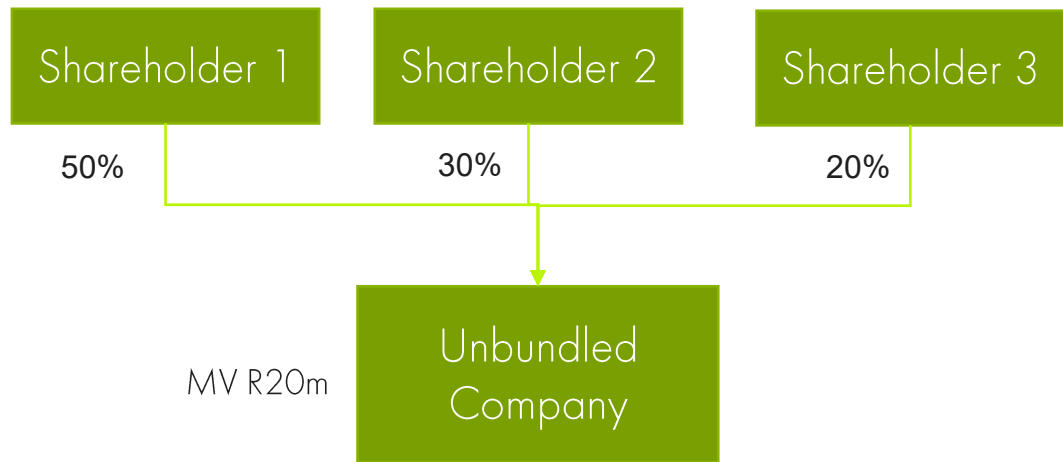 Shareholder 1
Shareholder 2
Shareholder 3
50%
30%
20%
MV R20m
Unbundled
Company